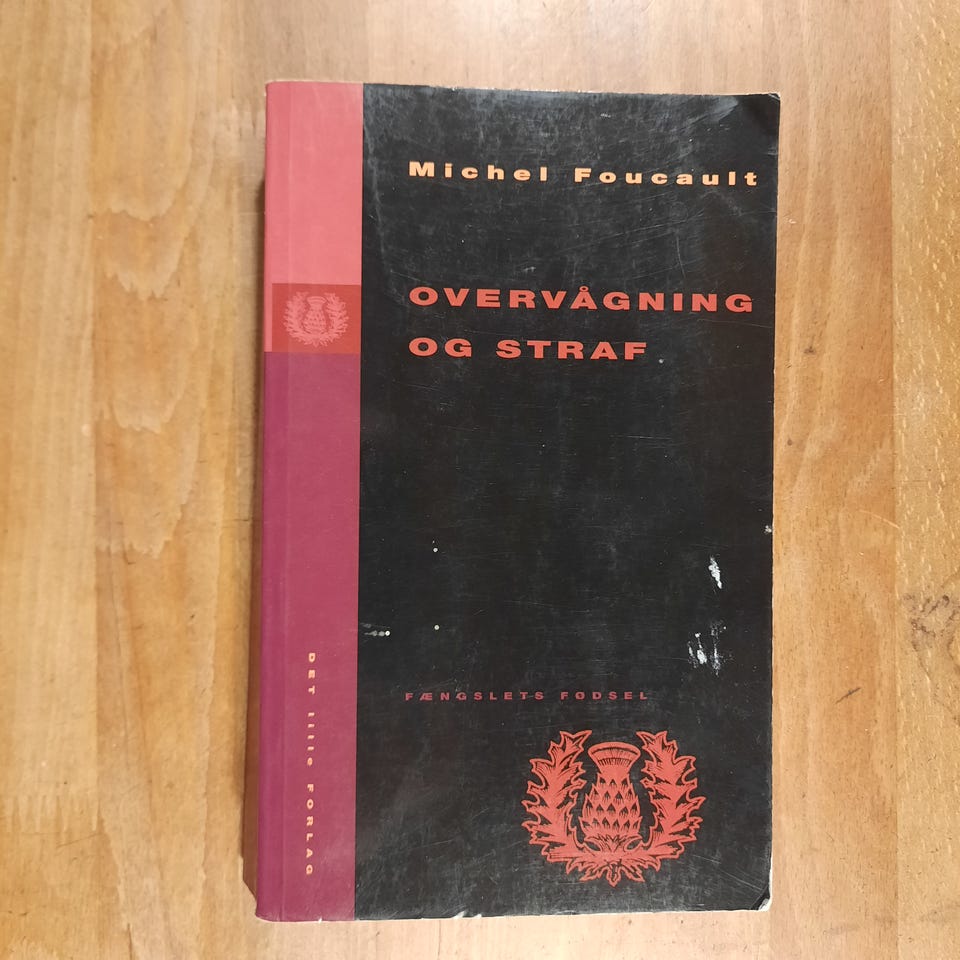 Michel Foucault
OVERVÅGNING
OG STRAF
FÆNGSLETS FØDSEL
DET lille FORLAG